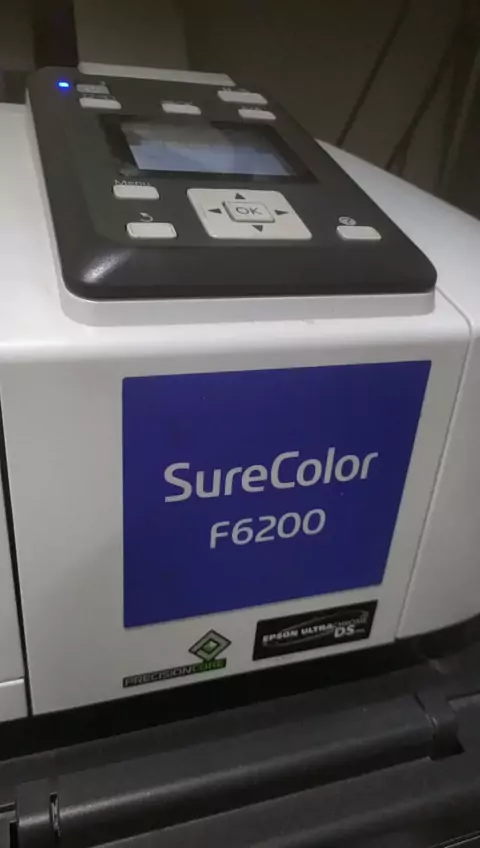 Menu
OK
SureColor
F6200
PRECISIONCORE
EPSON ULTRACHROME
DS